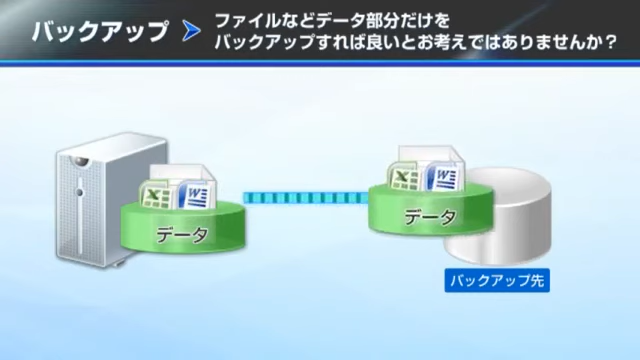 バックアップ
ファイルなどデータ部分だけを
バックアップすれば良いとお考えではありませんか？
データ
データ
バックアップ先